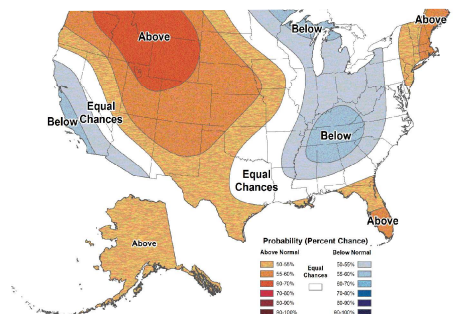 Above
Above
Below
Equal
Chances
Below
Below
Equal
Chances
Above
Above
Probability (Percent Chance)
Above Normal
Below Normal
50-55%
55-60%
60-70%
70-80%
80-90%
90-100%
Equal
Chances
50-55%
55-60%
60-70%
70-80%
80-90%
90-100%